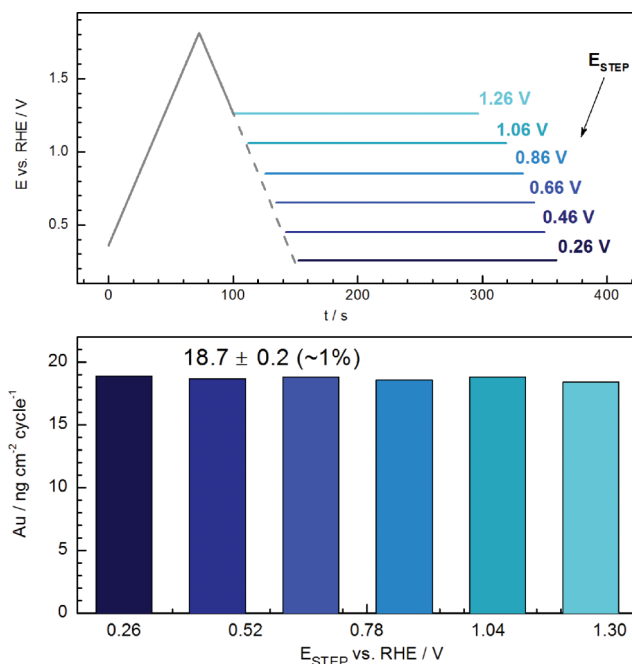 1.5
1.0
0.5
E vs. RHE / V
E_STEP
1.26 V
1.06 V
0.86 V
0.66 V
0.46 V
0.26 V
0 100 200 300 400
t / s
20
15
10
5
0
Au / ng cm⁻² cycle⁻¹
18.7 ± 0.2 (~1%)
0.26 0.52 0.78 1.04 1.30
E_STEP vs. RHE / V